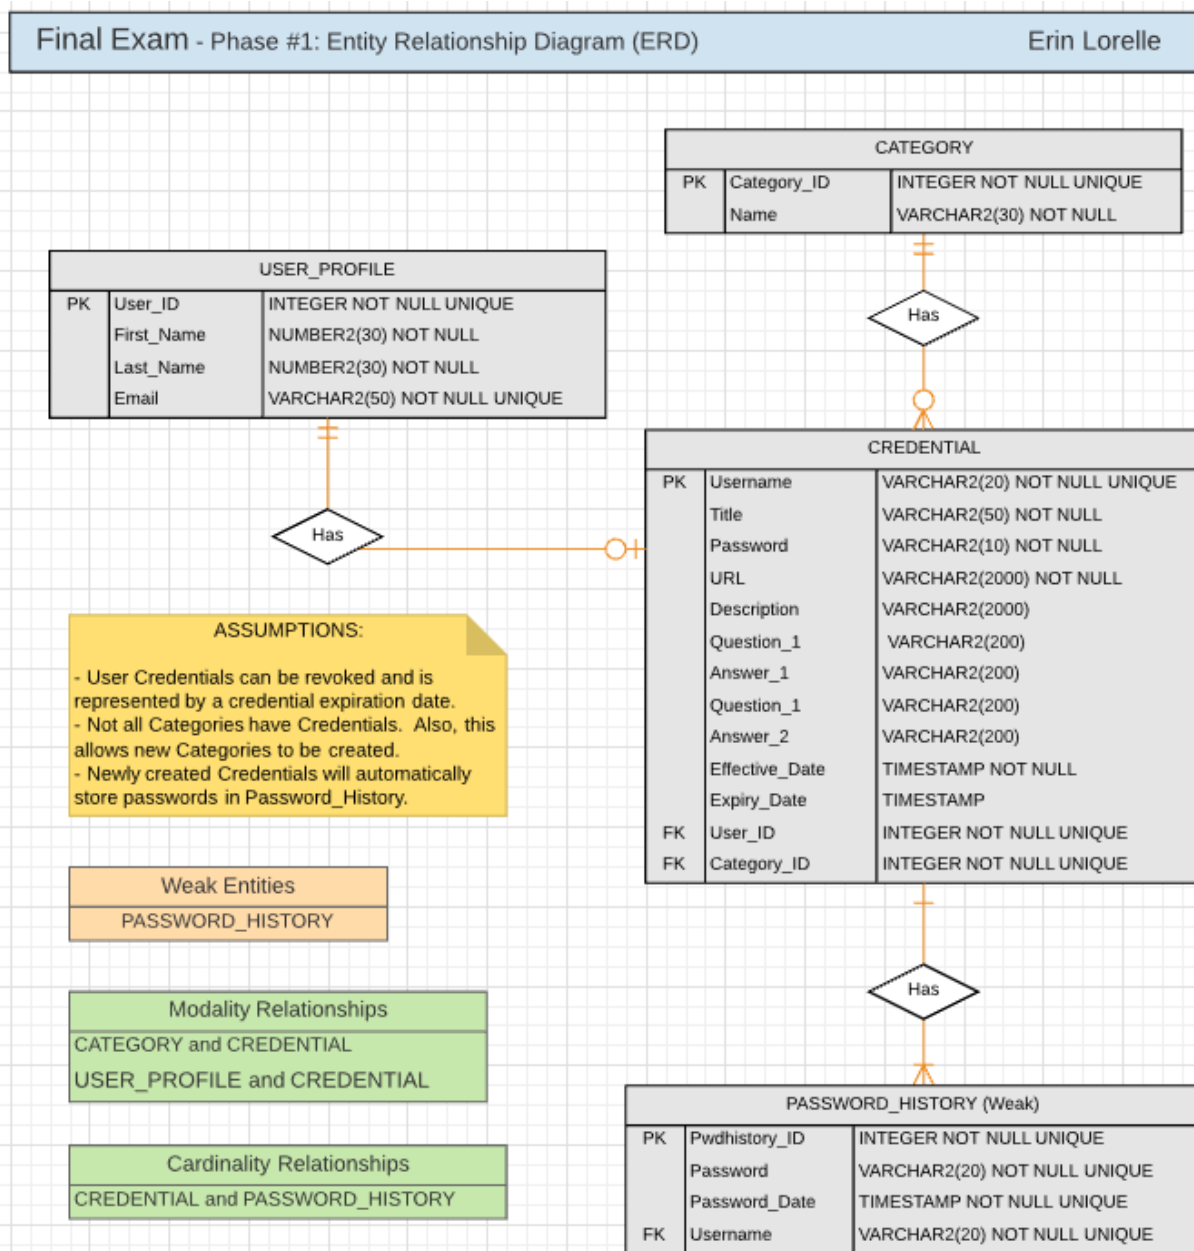 Final Exam - Phase #1: Entity Relationship Diagram (ERD) Erin Lorelle
CATEGORY
PK Category_ID INTEGER NOT NULL UNIQUE
Name VARCHAR2(30) NOT NULL
Has
USER_PROFILE
PK User_ID INTEGER NOT NULL UNIQUE
First_Name NUMBER2(30) NOT NULL
Last_Name NUMBER2(30) NOT NULL
Email VARCHAR2(50) NOT NULL UNIQUE
Has
CREDENTIAL
PK Username VARCHAR2(20) NOT NULL UNIQUE
Title VARCHAR2(50) NOT NULL
Password VARCHAR2(10) NOT NULL
URL VARCHAR2(2000) NOT NULL
Description VARCHAR2(2000)
Question_1 VARCHAR2(200)
Answer_1 VARCHAR2(200)
Question_1 VARCHAR2(200)
Answer_2 VARCHAR2(200)
Effective_Date TIMESTAMP NOT NULL
Expiry_Date TIMESTAMP
FK User_ID INTEGER NOT NULL UNIQUE
FK Category_ID INTEGER NOT NULL UNIQUE
ASSUMPTIONS:
- User Credentials can be revoked and is
represented by a credential expiration date.
- Not all Categories have Credentials. Also, this
allows new Categories to be created.
- Newly created Credentials will automatically
store passwords in Password_History.
Weak Entities
PASSWORD_HISTORY
Has
Modality Relationships
CATEGORY and CREDENTIAL
USER_PROFILE and CREDENTIAL
Cardinality Relationships
CREDENTIAL and PASSWORD_HISTORY
PASSWORD_HISTORY (Weak)
PK Pwdhistory_ID INTEGER NOT NULL UNIQUE
Password VARCHAR2(20) NOT NULL UNIQUE
Password_Date TIMESTAMP NOT NULL UNIQUE
FK Username VARCHAR2(20) NOT NULL UNIQUE